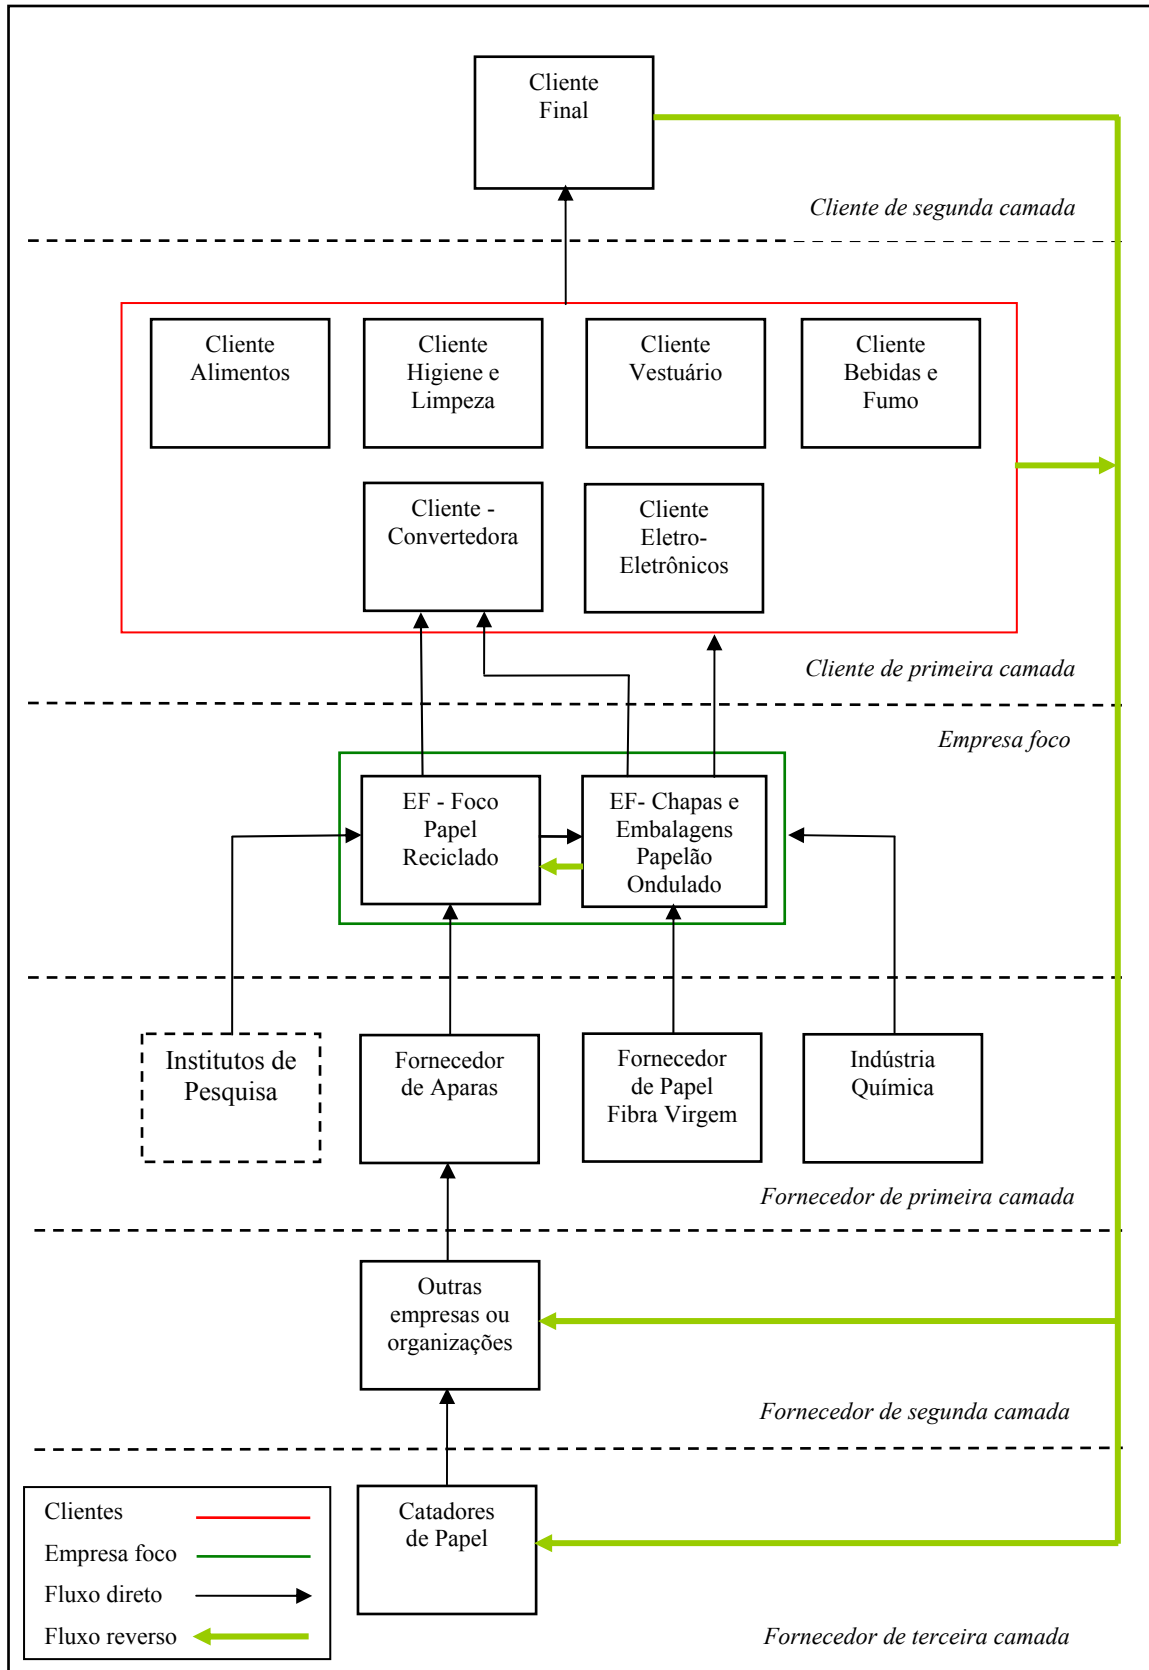 Cliente
Final
Cliente de segunda camada
Cliente
Alimentos
Cliente
Higiene e
Limpeza
Cliente
Vestuário
Cliente
Bebidas e
Fumo
Cliente -
Convertedora
Cliente
Eletro-
Eletrônicos
Cliente de primeira camada
Empresa foco
EF - Foco
Papel
Reciclado
EF- Chapas e
Embalagens
Papelão
Ondulado
Institutos de
Pesquisa
Fornecedor
de Aparas
Fornecedor
de Papel
Fibra Virgem
Indústria
Química
Fornecedor de primeira camada
Outras
empresas ou
organizações
Fornecedor de segunda camada
Catadores
de Papel
Clientes
Empresa foco
Fluxo direto
Fluxo reverso
Fornecedor de terceira camada